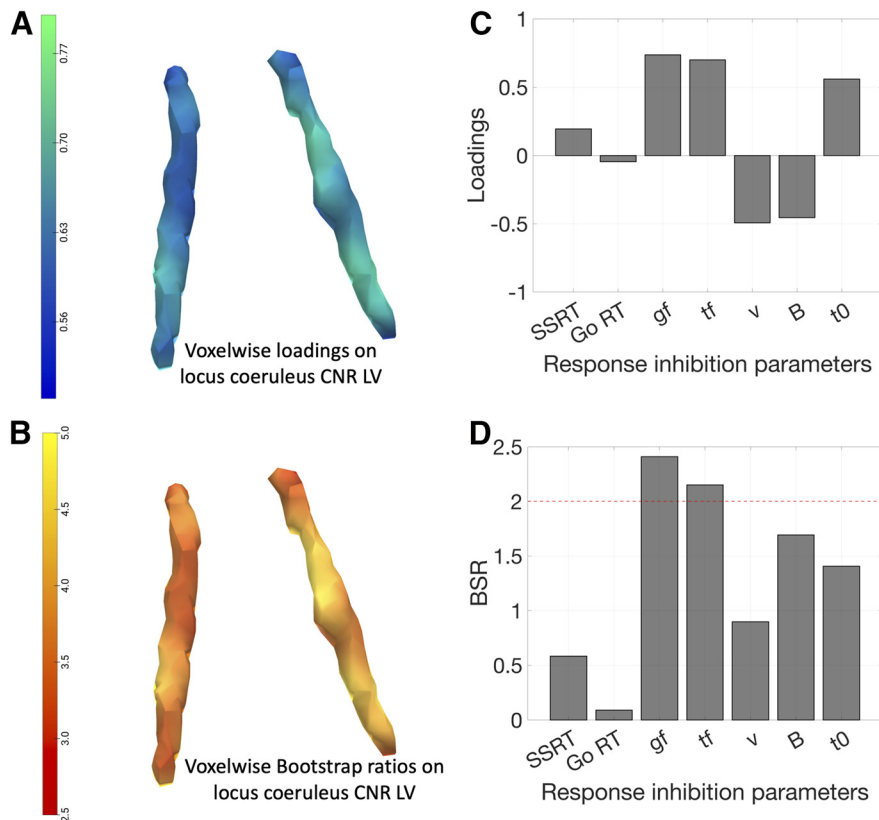 A
0.77
0.70
0.63
0.56
Voxelwise loadings on
locus coeruleus CNR LV
C
1
0.5
0
-0.5
-1
Loadings
SSRT
Go RT
gf
tf
v
B
t0
Response inhibition parameters
B
5.0
4.5
4.0
3.5
3.0
2.5
Voxelwise Bootstrap ratios on
locus coeruleus CNR LV
D
2.5
2
1.5
1
0.5
0
BSR
SSRT
Go RT
gf
tf
v
B
t0
Response inhibition parameters